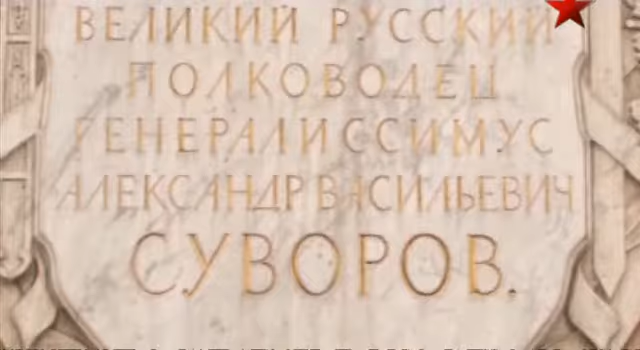 ВЕЛИКИЙ РУССКИЙ
ПОЛКОВОДЕЦ
ГЕНЕРАЛИССИМУС
АЛЕКСАНДР ВАСИЛЬЕВИЧ
СУВОРОВ.